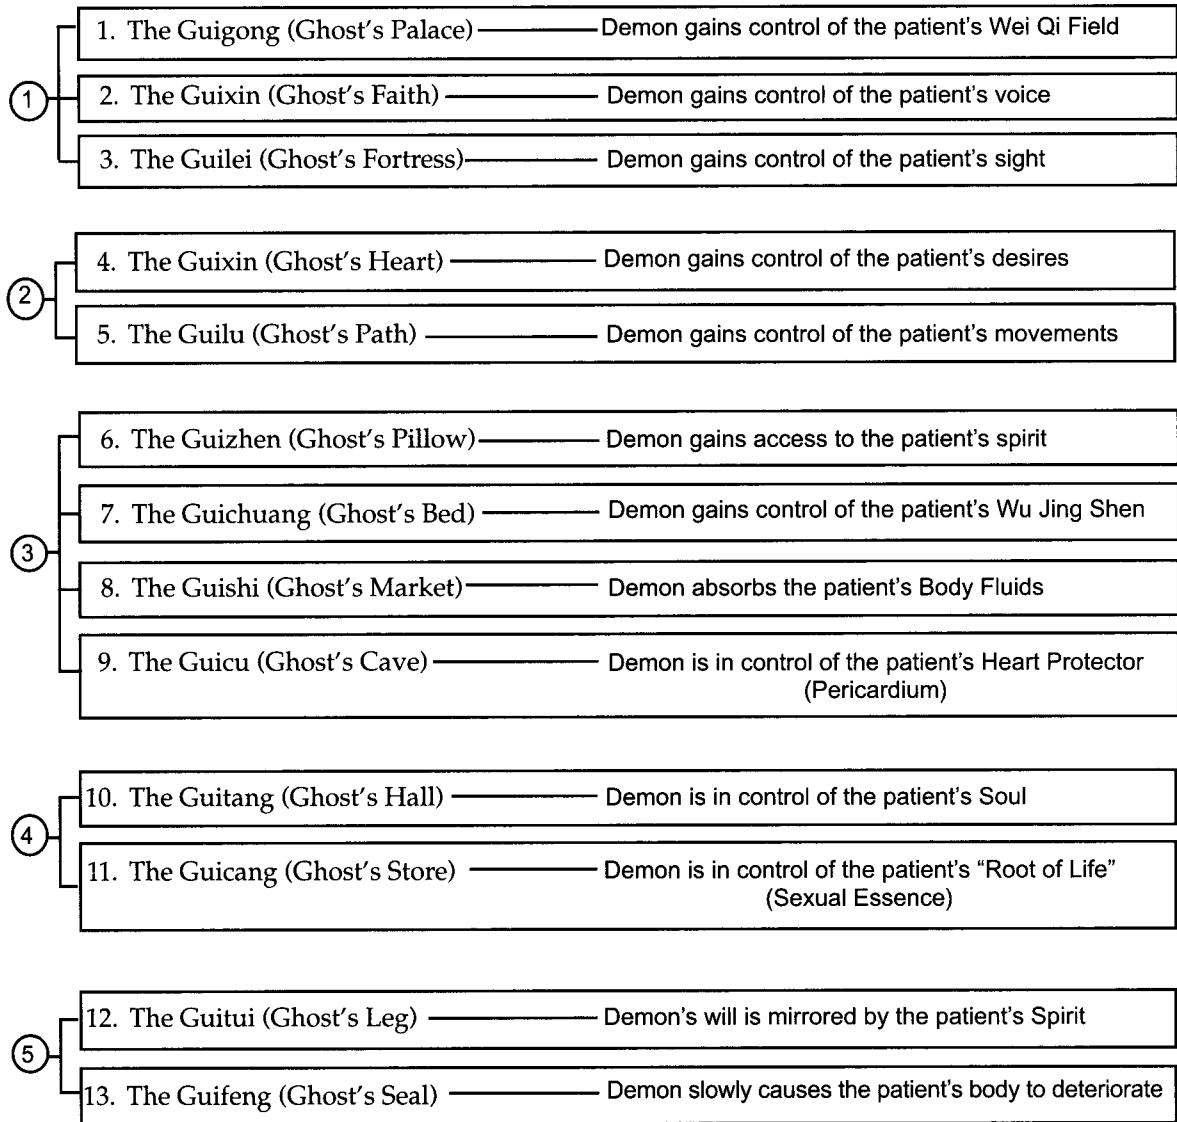 1
1. The Guigong (Ghost's Palace) Demon gains control of the patient's Wei Qi Field
2. The Guixin (Ghost's Faith) Demon gains control of the patient's voice
3. The Guilei (Ghost's Fortress) Demon gains control of the patient's sight
2
4. The Guixin (Ghost's Heart) Demon gains control of the patient's desires
5. The Guilu (Ghost's Path) Demon gains control of the patient's movements
3
6. The Guizhen (Ghost's Pillow) Demon gains access to the patient's spirit
7. The Guichuang (Ghost's Bed) Demon gains control of the patient's Wu Jing Shen
8. The Guishi (Ghost's Market) Demon absorbs the patient's Body Fluids
9. The Guicu (Ghost's Cave) Demon is in control of the patient's Heart Protector
(Pericardium)
4
10. The Guitang (Ghost's Hall) Demon is in control of the patient's Soul
11. The Guicang (Ghost's Store) Demon is in control of the patient's “Root of Life”
(Sexual Essence)
5
12. The Guitui (Ghost's Leg) Demon's will is mirrored by the patient's Spirit
13. The Guifeng (Ghost's Seal) Demon slowly causes the patient's body to deteriorate